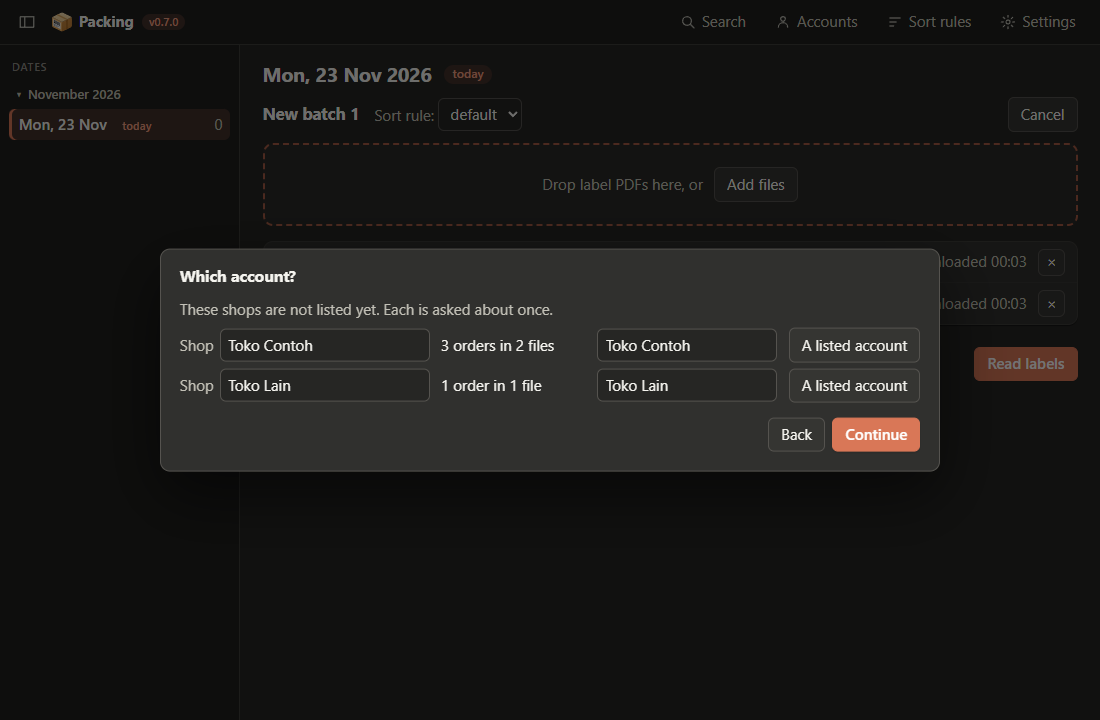 Packing v0.7.0 Search Accounts Sort rules Settings
DATES
November 2026
Mon, 23 Nov today 0
Mon, 23 Nov 2026 today
New batch 1 Sort rule: default Cancel
Drop label PDFs here, or Add files
00:03 ×
00:03 ×
Read labels
Which account?
These shops are not listed yet. Each is asked about once.
Shop Toko Contoh 3 orders in 2 files Toko Contoh A listed account
Shop Toko Lain 1 order in 1 file Toko Lain A listed account
Back Continue